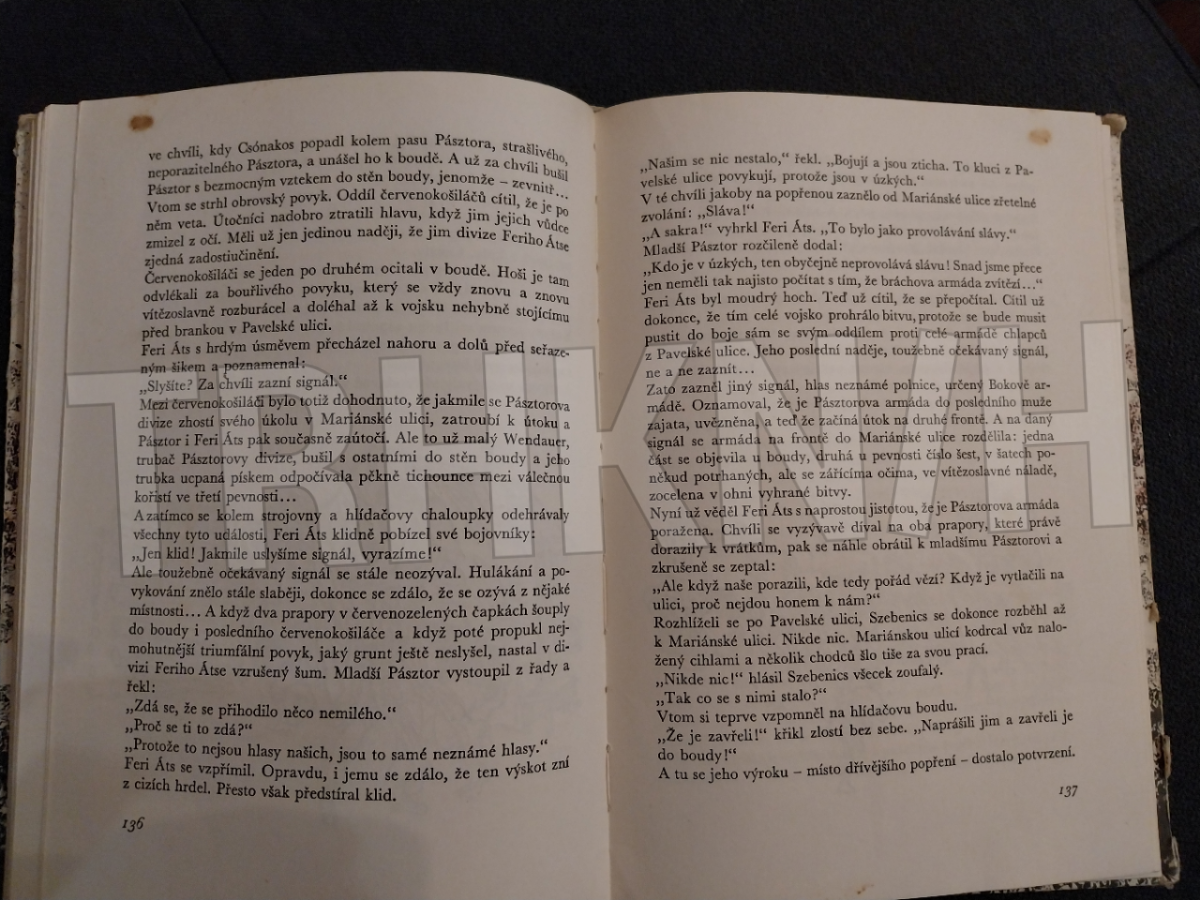 ve chvíli, kdy Csónakos popadl kolem pasu Pásztora, strašlivého,
neporazitelného Pásztora, a unášel ho k boudě. A už za chvíli bušil
Pásztor s bezmocným vztekem do stěn boudy, jenomže – zevnitř...
Vtom se strhl obrovský povyk. Oddíl červenokošiláčů cítil, že je po
něm veta. Útočníci nadobro ztratili hlavu, když jim jejich vůdce
zmizel z očí. Měli už jen jedinou naději, že jim divize Feriho Átse
zjedná zadostiučinění.
Červenokošiláči se jeden po druhém ocitali v boudě. Hoši je tam
odvlékali za bouřlivého povyku, který se vždy znovu a znovu
vítězoslavně rozburácel a doléhal až k vojsku nehybně stojícímu
před brankou v Pavelské ulici.
Feri Áts s hrdým úsměvem přecházel nahoru a dolů před seřaze-
ným šikem a poznamenal:
„Slyšíte? Za chvíli zazní signál.“
Mezi červenokošiláči bylo totiž dohodnuto, že jakmile se Pásztorova
divize zhostí svého úkolu v Mariánské ulici, zatroubí k útoku a
Pásztor i Feri Áts pak současně zaútočí. Ale to už malý Wendauer,
trubač Pásztorovy divize, bušil s ostatními do stěn boudy a jeho
trubka ucpaná pískem odpočívala pěkně tichounce mezi válečnou
kořistí ve třetí pevnosti...
A zatímco se kolem strojovny a hlídačovy chaloupky odehrávaly
všechny tyto události, Feri Áts klidně pobízel své bojovníky:
„Jen klid! Jakmile uslyšíme signál, vyrazíme!“
Ale toužebně očekávaný signál se stále neozýval. Hulákání a po-
vykování znělo stále slaběji, dokonce se zdálo, že se ozývá z nějaké
místnosti... A když dva prapory v červenozelených čapkách šouply
do boudy i posledního červenokošiláče a když poté propukl nej-
mohutnější triumfální povyk, jaký grunt ještě neslyšel, nastal v di-
vizi Feriho Átse vzrušený šum. Mladší Pásztor vystoupil z řady a
řekl:
„Zdá se, že se přihodilo něco nemilého.“
„Proč se ti to zdá?“
„Protože to nejsou hlasy našich, jsou to samé neznámé hlasy.“
Feri Áts se vzpřímil. Opravdu, i jemu se zdálo, že ten výskot zní
z cizích hrdel. Přesto však předstíral klid.
136
„Našim se nic nestalo,“ řekl. „Bojují a jsou zticha. To kluci z Pa-
velské ulice povykují, protože jsou v úzkých.“
V té chvíli jakoby na popřenou zaznělo od Mariánské ulice zřetelné
zvolání: „Sláva!“
„A sakra!“ vyhrkl Feri Áts. „To bylo jako provolávání slávy.“
Mladší Pásztor rozčileně dodal:
„Kdo je v úzkých, ten obyčejně neprovolává slávu! Snad jsme přece
jen neměli tak najisto počítat s tím, že bráchova armáda zvítězí...“
Feri Áts byl moudrý hoch. Teď už cítil, že se přepočítal. Cítil už
dokonce, že tím celé vojsko prohrálo bitvu, protože se bude musit
pustit do boje sám se svým oddílem proti celé armádě chlapců
z Pavelské ulice. Jeho poslední naděje, toužebně očekávaný signál,
ne a ne zaznít...
Zato zazněl jiný signál, hlas neznámé polnice, určený Bokově ar-
mádě. Oznamoval, že je Pásztorova armáda do posledního muže
zajata, uvězněna, a teď že začíná útok na druhé frontě. A na daný
signál se armáda na frontě do Mariánské ulice rozdělila: jedna
část se objevila u boudy, druhá u pevnosti číslo šest, v šatech po-
někud potrhaných, ale se zářícíma očima, ve vítězoslavné náladě,
zocelena v ohni vyhrané bitvy.
Nyní už věděl Feri Áts s naprostou jistotou, že je Pásztorova armáda
poražena. Chvíli se vyzývavě díval na oba prapory, které právě
dorazily k vrátkům, pak se náhle obrátil k mladšímu Pásztorovi a
zkroušeně se zeptal:
„Ale když naše porazili, kde tedy pořád vězí? Když je vytlačili na
ulici, proč nejdou honem k nám?“
Rozhlíželi se po Pavelské ulici, Szebenics se dokonce rozběhl až
k Mariánské ulici. Nikde nic. Mariánskou ulicí kodrcal vůz nalo-
žený cihlami a několik chodců šlo tiše za svou prací.
„Nikde nic!“ hlásil Szebenics všecek zoufalý.
„Tak co se s nimi stalo?“
Vtom si teprve vzpomněl na hlídačovu boudu.
„Že je zavřeli!“ křikl zlostí bez sebe. „Naprášili jim a zavřeli je
do boudy!“
A tu se jeho výroku – místo dřívějšího popření – dostalo potvrzení.
137